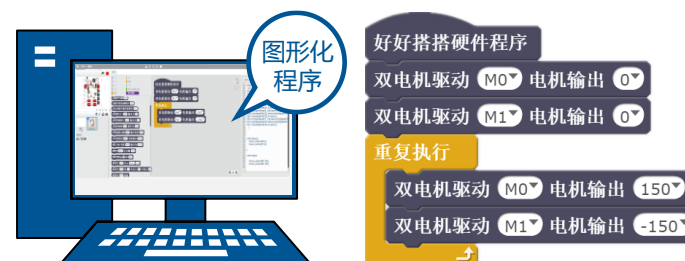 图形化
程序
好好搭搭硬件程序
双电机驱动 M0 电机输出 0
双电机驱动 M1 电机输出 0
重复执行
双电机驱动 M0 电机输出 150
双电机驱动 M1 电机输出 -150